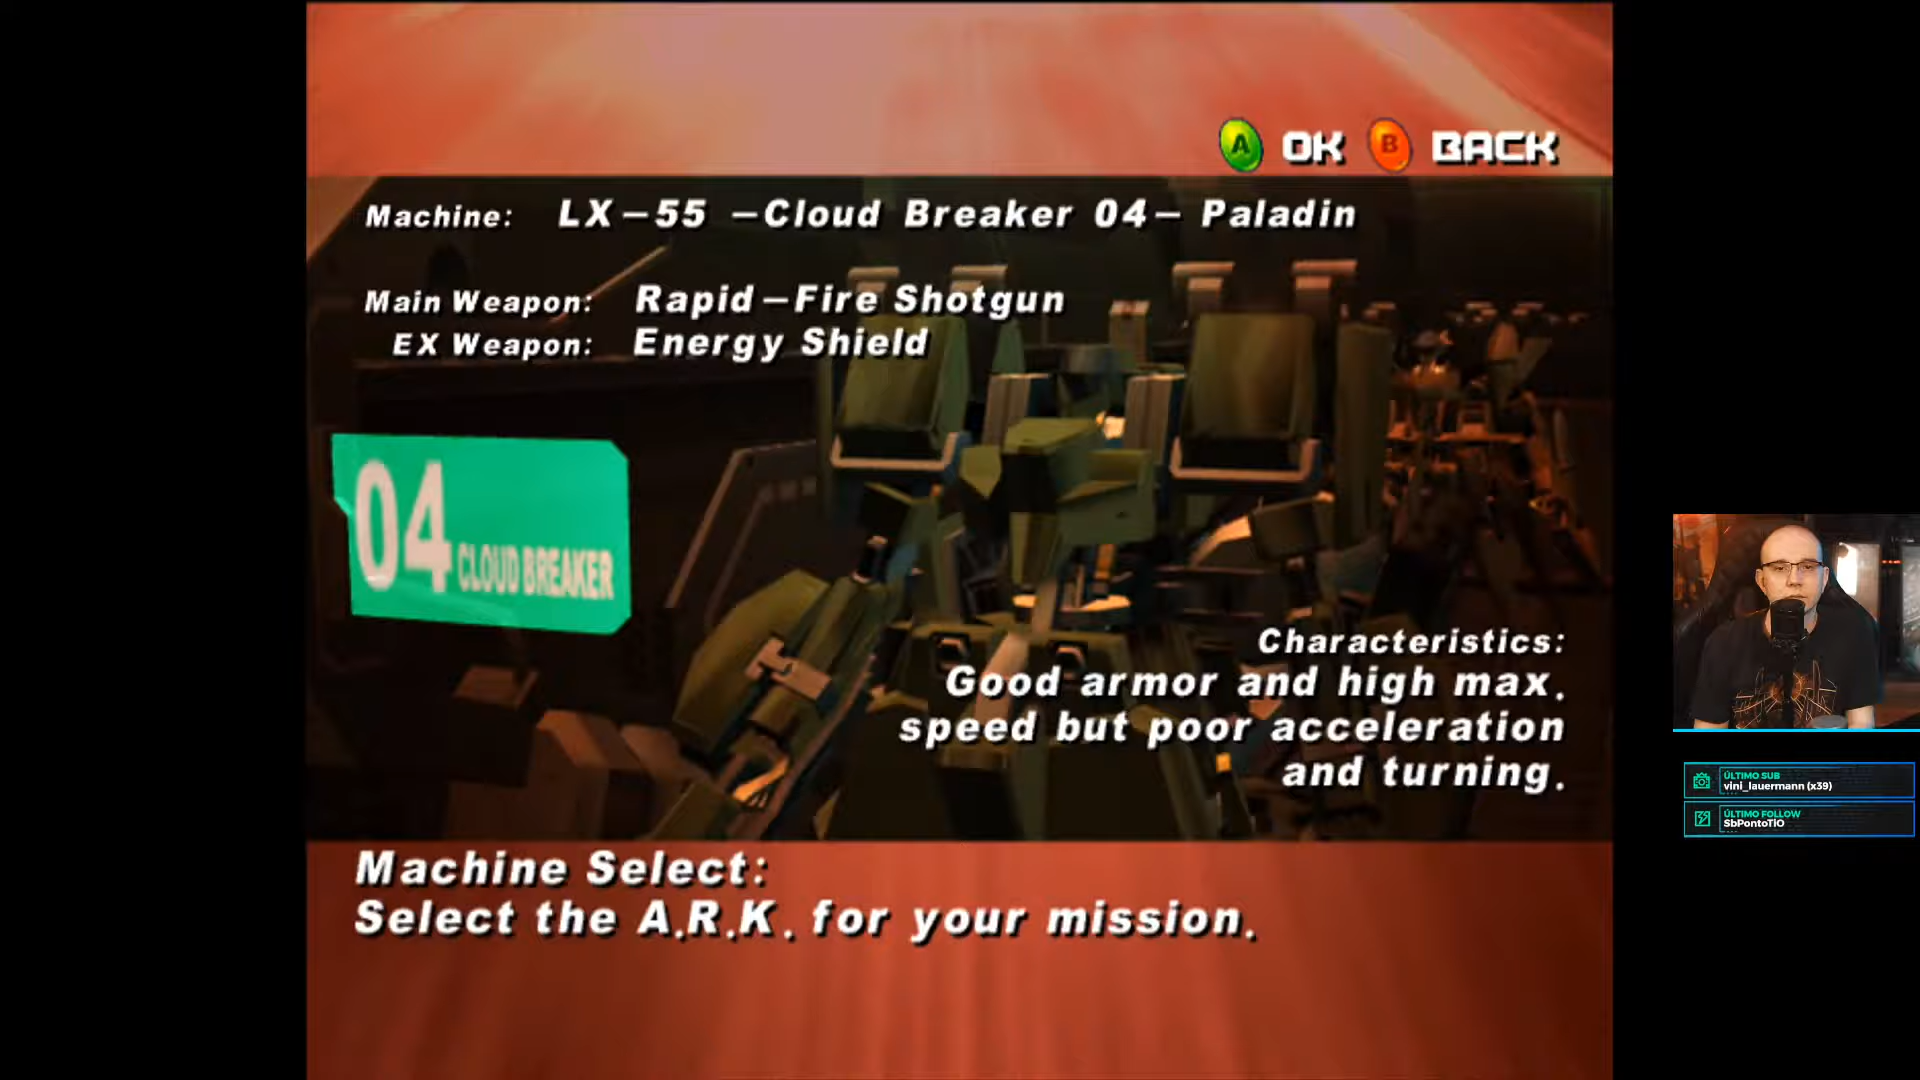 A OK B BACK
Machine: LX-55 -Cloud Breaker 04- Paladin
Main Weapon: Rapid-Fire Shotgun
EX Weapon: Energy Shield
04 CLOUD BREAKER
Characteristics:
Good armor and high max.
speed but poor acceleration
and turning.
ÚLTIMO SUB
vini_lauermann (x39)
ÚLTIMO FOLLOW
SbPontoTiO
Machine Select:
Select the A.R.K. for your mission.